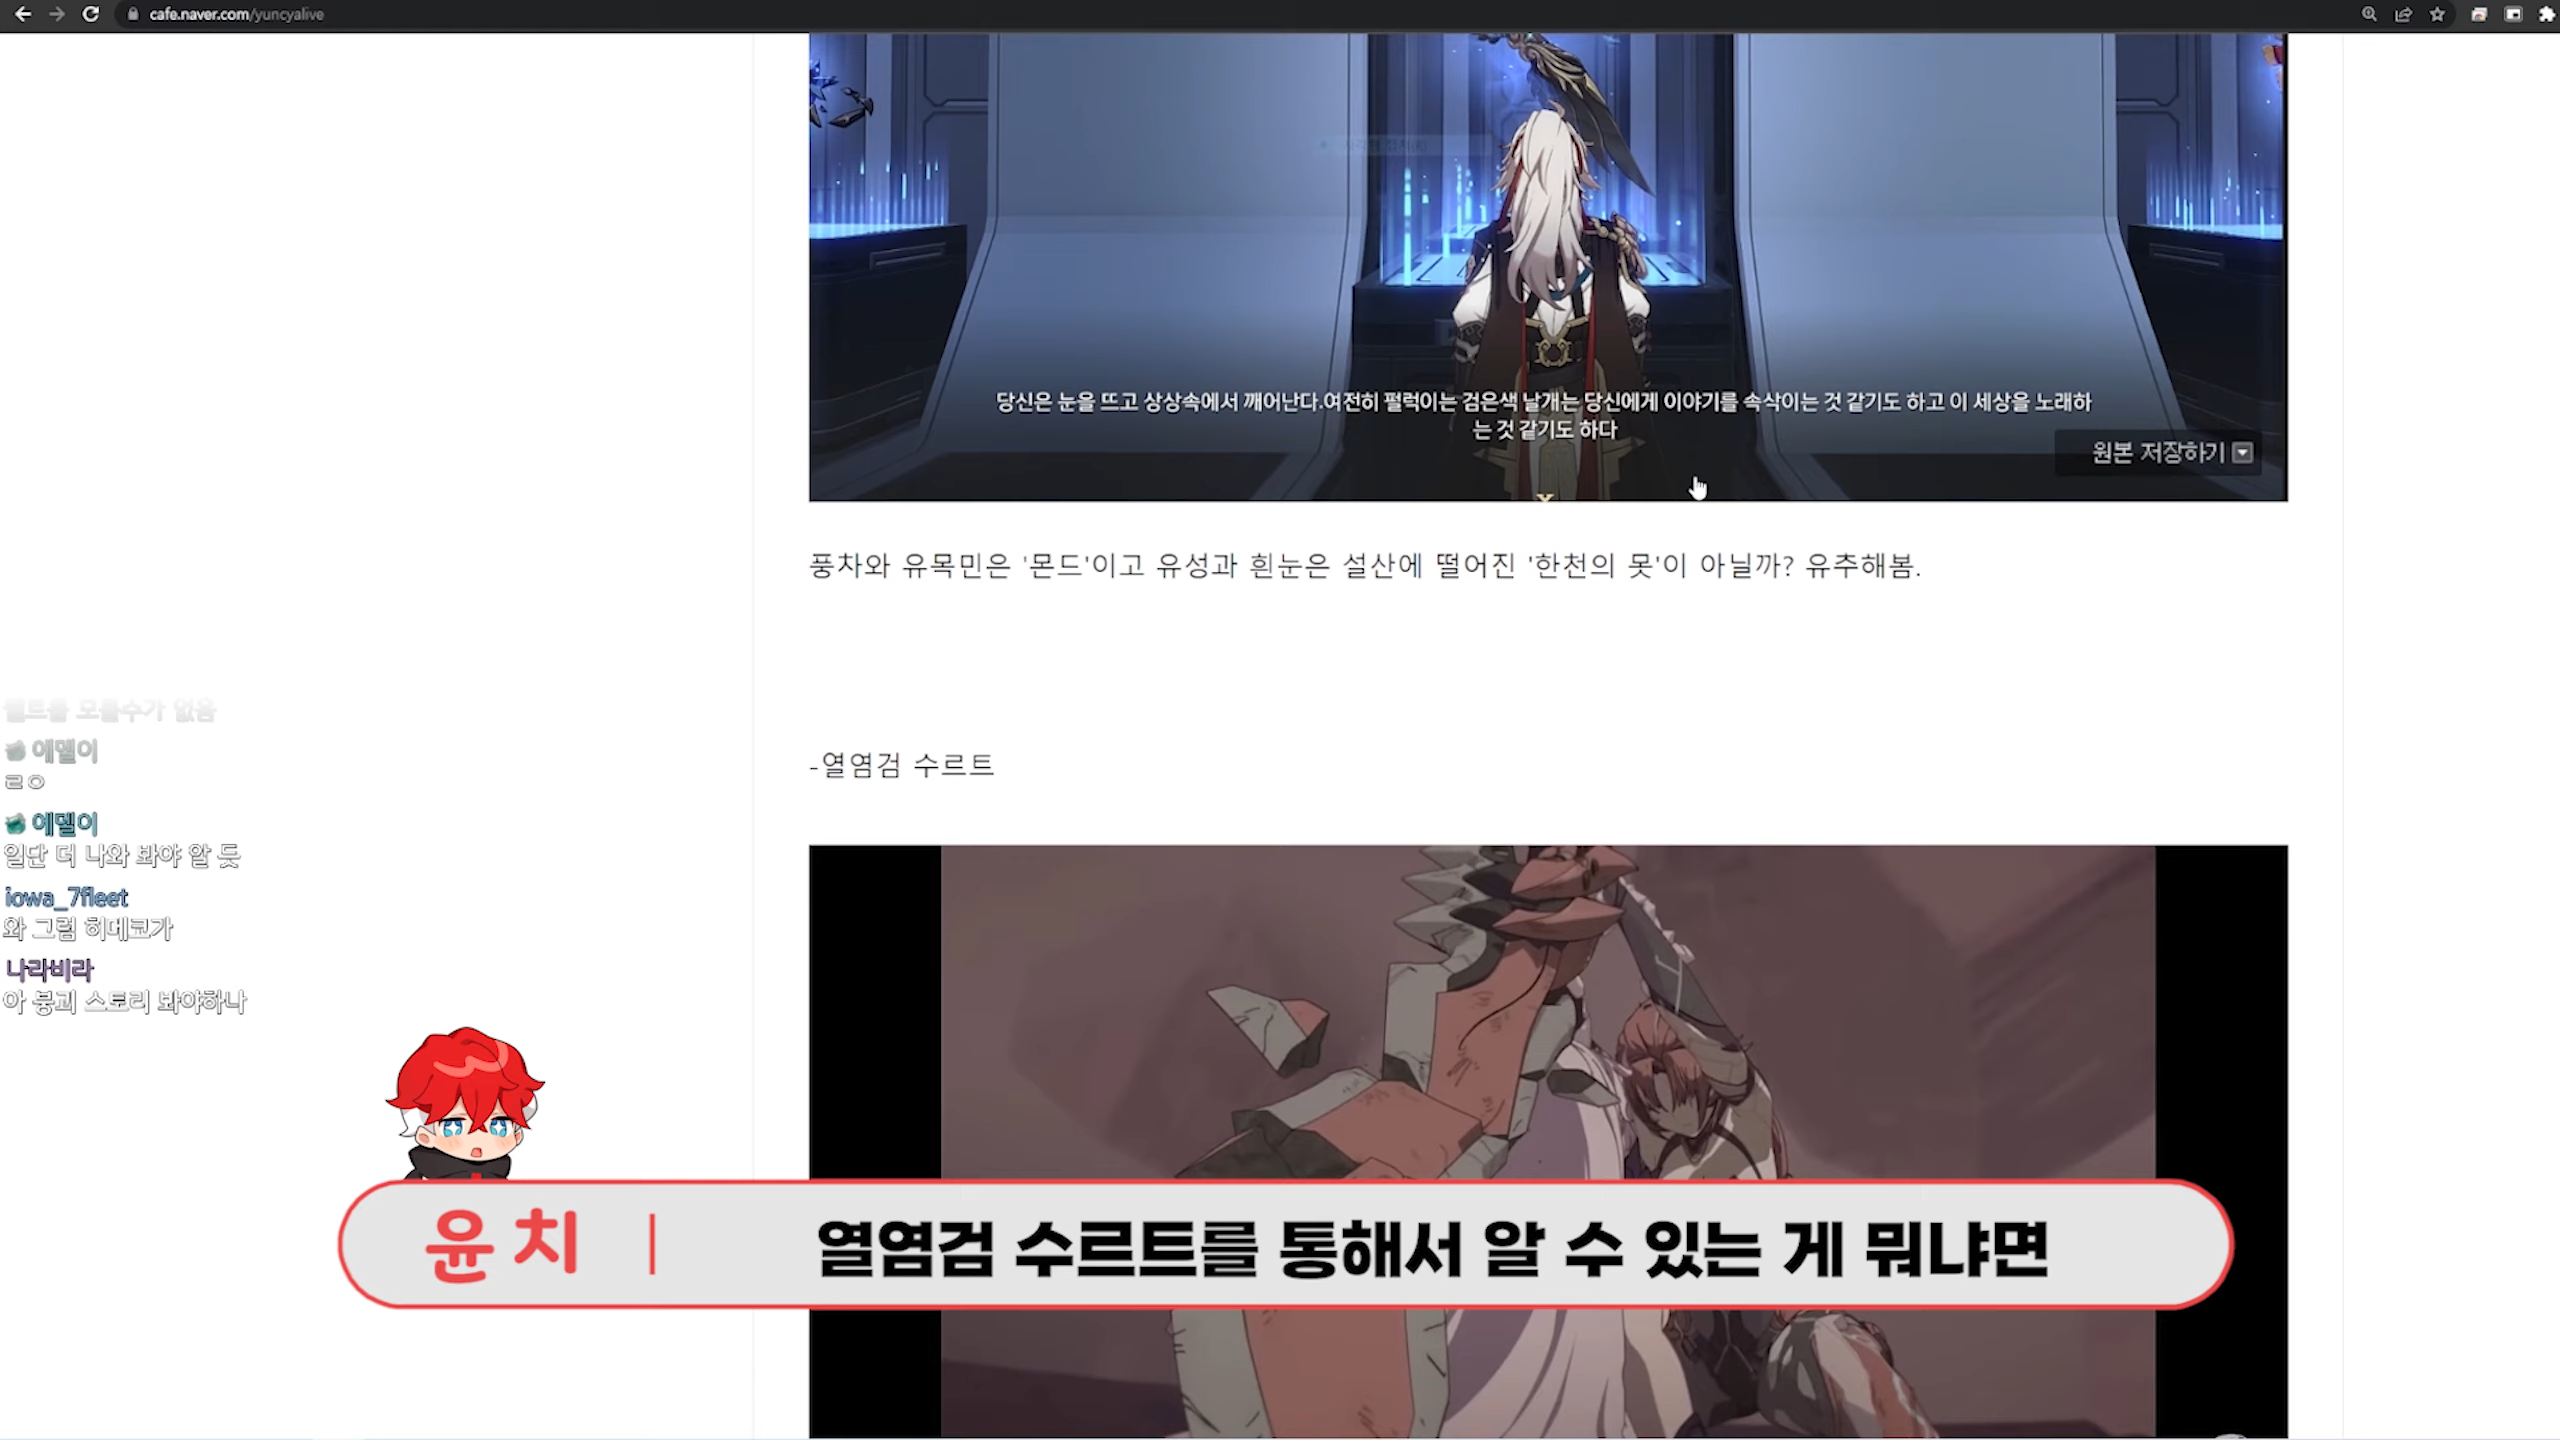 cafe.naver.com/yuncyalive
당신은 눈을 뜨고 상상속에서 깨어난다.여전히 펄럭이는 검은색 날개는 당신에게 이야기를 속삭이는 것 같기도 하고 이 세상을 노래하
는 것 같기도 하다
원본 저장하기
풍차와 유목민은 '몬드'이고 유성과 흰눈은 설산에 떨어진 '한천의 못'이 아닐까? 유추해봄.
-열염검 수르트
모를수가 없음
에델이
ㄹㅇ
에델이
일단 더 나와 봐야 알 듯
iowa_7fleet
와 그럼 히메코가
나라비라
아 붕괴 스토리 봐야하나
윤치
열염검 수르트를 통해서 알 수 있는 게 뭐냐면